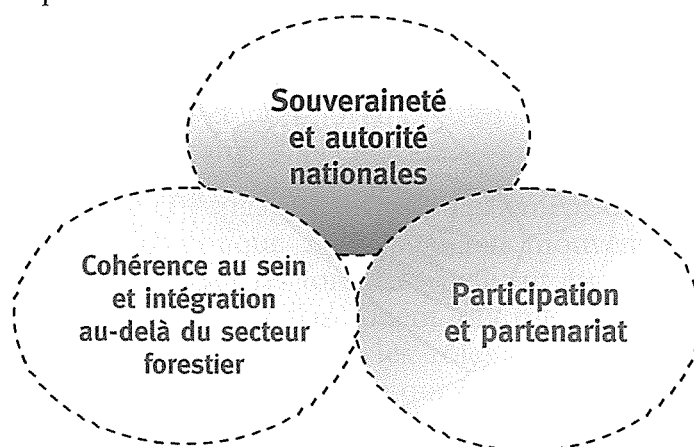 Souveraineté
et autorité
nationales
Cohérence au sein
et intégration
au-delà du secteur
forestier
Participation
et partenariat